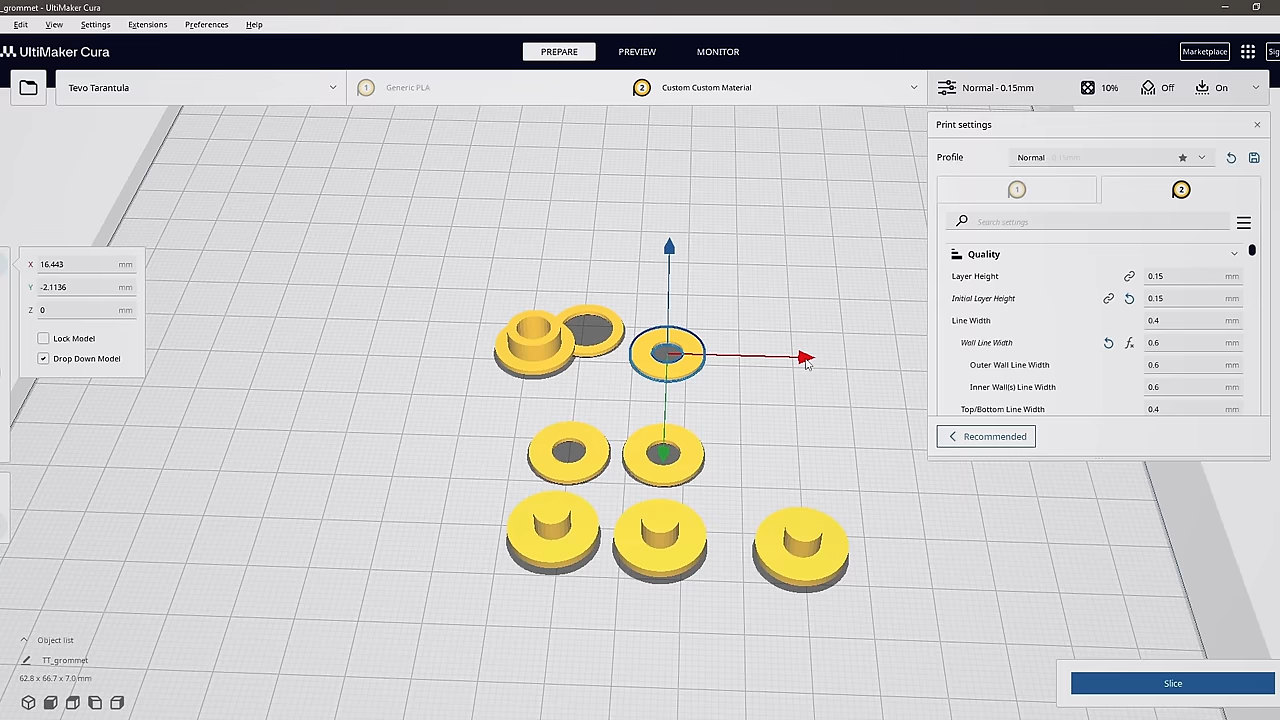 _grommet - UltiMaker Cura
Edit View Settings Extensions Preferences Help
UltiMaker Cura PREPARE PREVIEW MONITOR Marketplace Sig
Tevo Tarantula 1 Generic PLA 2 Custom Custom Material Normal - 0.15mm 10% Off On
Print settings
Profile Normal 0.15mm
1 2
Search settings
Quality
Layer Height 0.15 mm
Initial Layer Height 0.15 mm
Line Width 0.4 mm
Wall Line Width 0.6 mm
Outer Wall Line Width 0.6 mm
Inner Wall(s) Line Width 0.6 mm
Top/Bottom Line Width 0.4 mm
Recommended
X 16.443 mm
Y -2.1136 mm
Z 0 mm
Lock Model
Drop Down Model
Object list
TT_grommet
62.8 x 66.7 x 7.0 mm
Slice